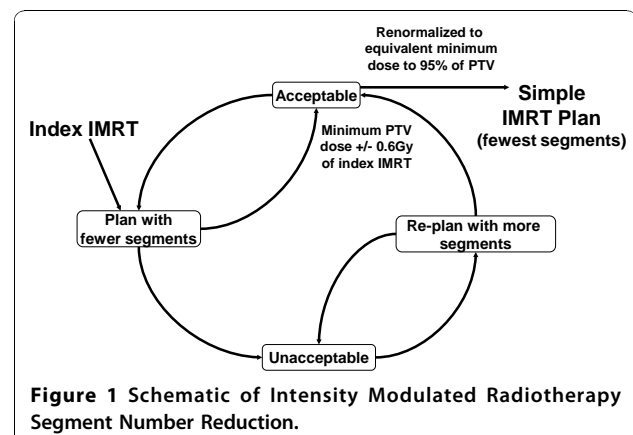 Renormalized to
equivalent minimum
dose to 95% of PTV
Acceptable
Simple
IMRT Plan
(fewest segments)
Index IMRT
Minimum PTV
dose +/- 0.6Gy
of index IMRT
Plan with
fewer segments
Re-plan with more
segments
Unacceptable
Figure 1 Schematic of Intensity Modulated Radiotherapy
Segment Number Reduction.